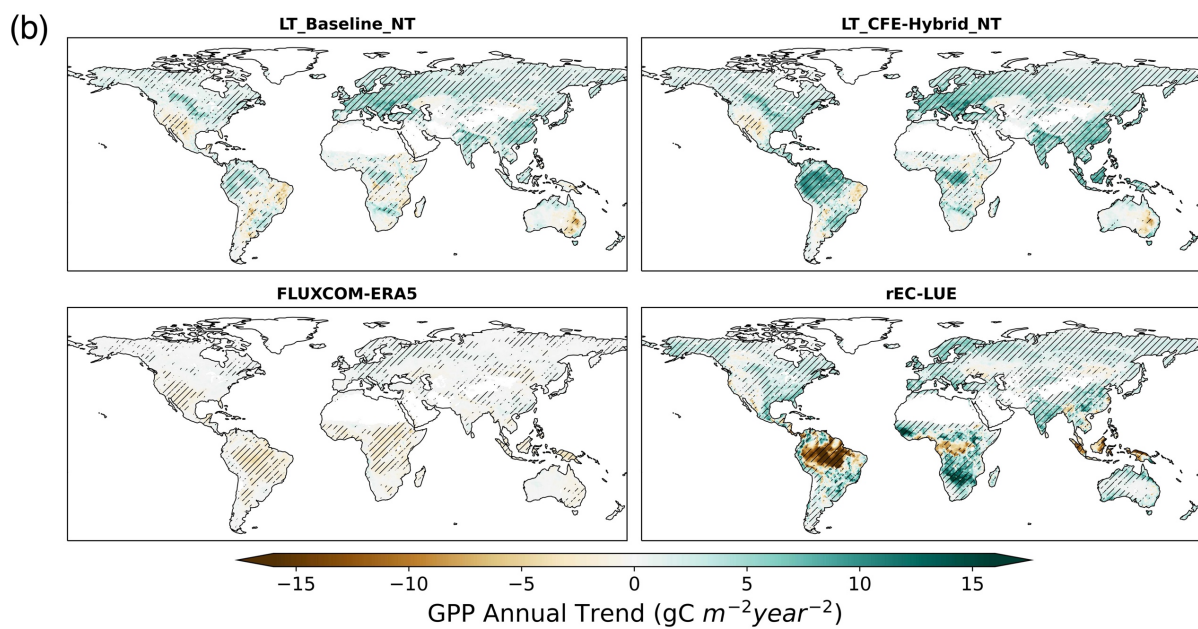 (b)
LT_Baseline_NT
LT_CFE-Hybrid_NT
FLUXCOM-ERA5
rEC-LUE
−15 −10 −5 0 5 10 15
GPP Annual Trend (gC m⁻²year⁻²)